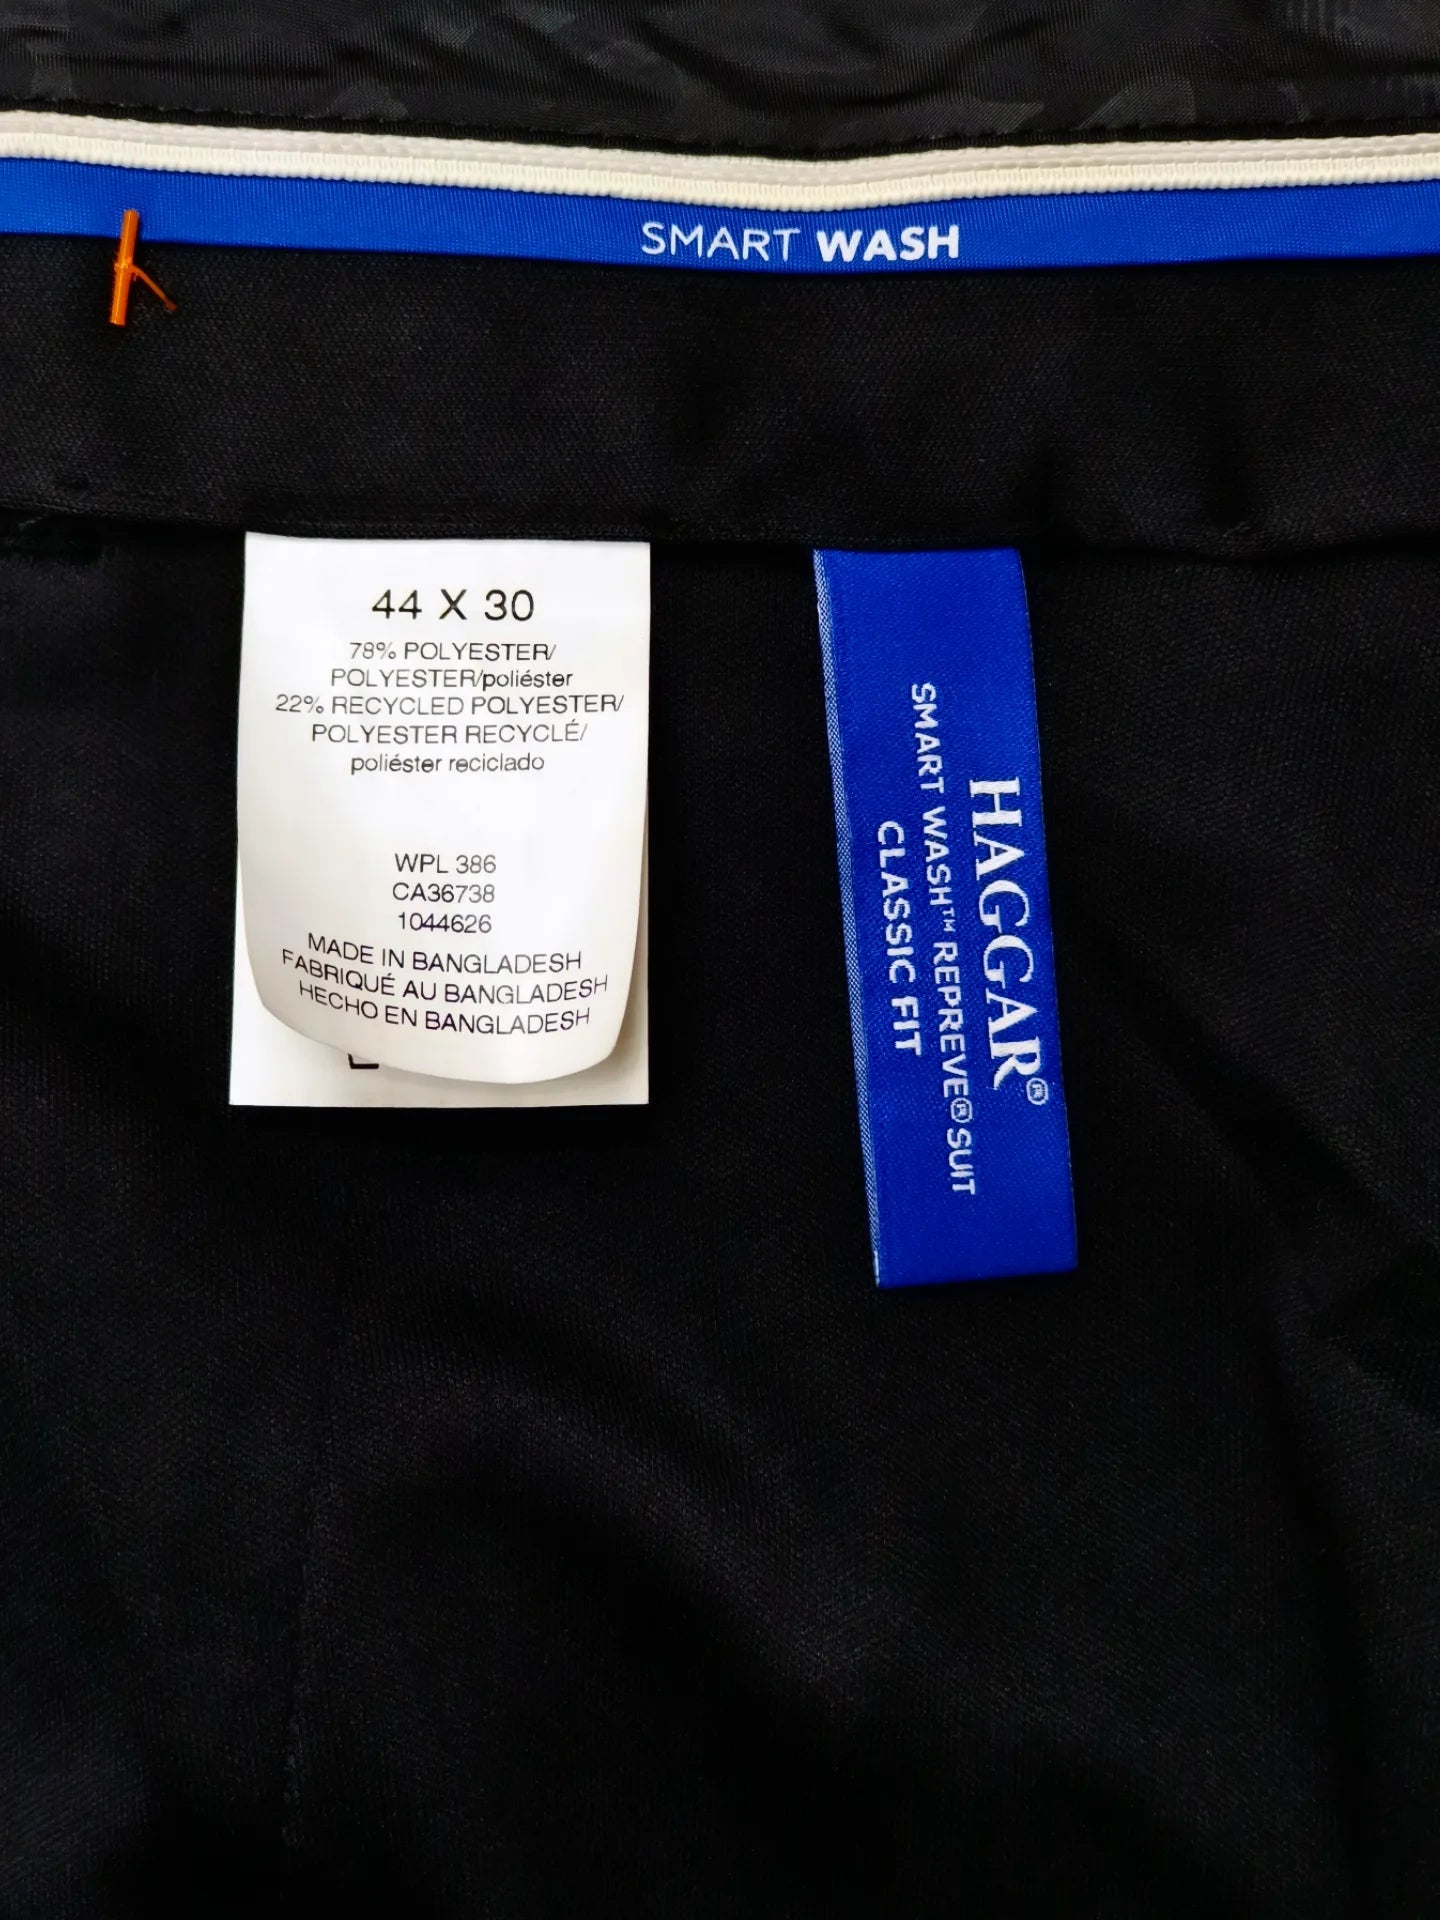 SMART WASH
44 X 30
78% POLYESTER/
POLYESTER/poliéster
22% RECYCLED POLYESTER/
POLYESTER RECYCLÉ/
poliéster reciclado
WPL 386
CA36738
1044626
MADE IN BANGLADESH
FABRIQUÉ AU BANGLADESH
HECHO EN BANGLADESH
HAGGAR®
SMART WASH™ REPREVE® SUIT
CLASSIC FIT